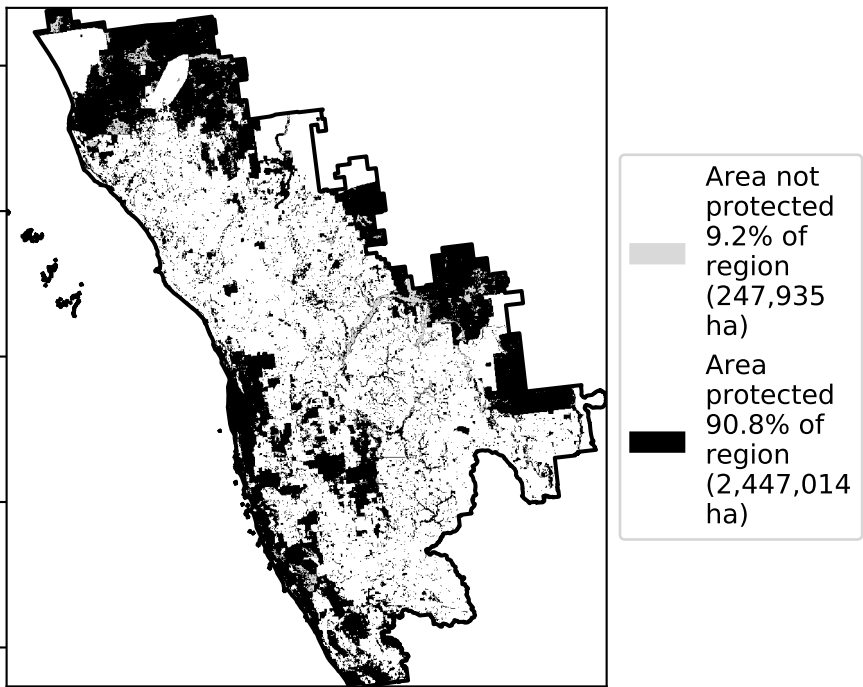 Area not
protected
9.2% of
region
(247,935
ha)
Area
protected
90.8% of
region
(2,447,014
ha)